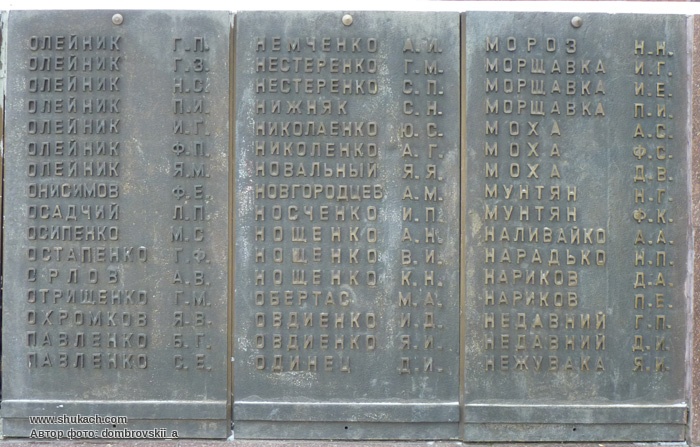 ОЛЕЙНИК Г.П.
ОЛЕЙНИК Г.З.
ОЛЕЙНИК Н.С.
ОЛЕЙНИК П.И.
ОЛЕЙНИК И.Г.
ОЛЕЙНИК Ф.П.
ОЛЕЙНИК Я.М.
ОНИСИМОВ Ф.Е.
ОСАДЧИЙ Л.П.
ОСИПЕНКО М.С
ОСТАПЕНКО Г.Ф.
ОРЛОВ А.В.
ОТРИЩЕНКО Г.М.
ОХРОМКОВ Я.В.
ПАВЛЕНКО Б.Г.
ПАВЛЕНКО С.Е.
НЕМЧЕНКО А.И.
НЕСТЕРЕНКО Г.М.
НЕСТЕРЕНКО С.П.
НИЖНЯК С.Н.
НИКОЛАЕНКО Ю.С.
НИКОЛЕНКО А.Г.
НОВАЛЬНЫЙ Я.Я.
НОВГОРОДЦЕВ А.М.
НОСЧЕНКО И.П.
НОЩЕНКО А.Н.
НОЩЕНКО В.И.
НОЩЕНКО К.Н.
ОБЕРТАС М.А.
ОВДИЕНКО И.Д.
ОВДИЕНКО Я.И.
ОДИНЕЦ Д.И.
МОРОЗ Н.Н.
МОРЩАВКА И.Г.
МОРЩАВКА И.Е.
МОРЩАВКА П.И.
МОХА А.С.
МОХА Ф.С.
МОХА Д.В.
МУНТЯН Н.Г.
МУНТЯН Ф.К.
НАЛИВАЙКО А.А.
НАРАДЬКО Н.П.
НАРИКОВ Д.А.
НАРИКОВ П.Е.
НЕДАВНИЙ Г.П.
НЕДАВНИЙ Д.И.
НЕЖУВАКА Я.И.
www.shukach.com
Автор фото: dombrovskii_a